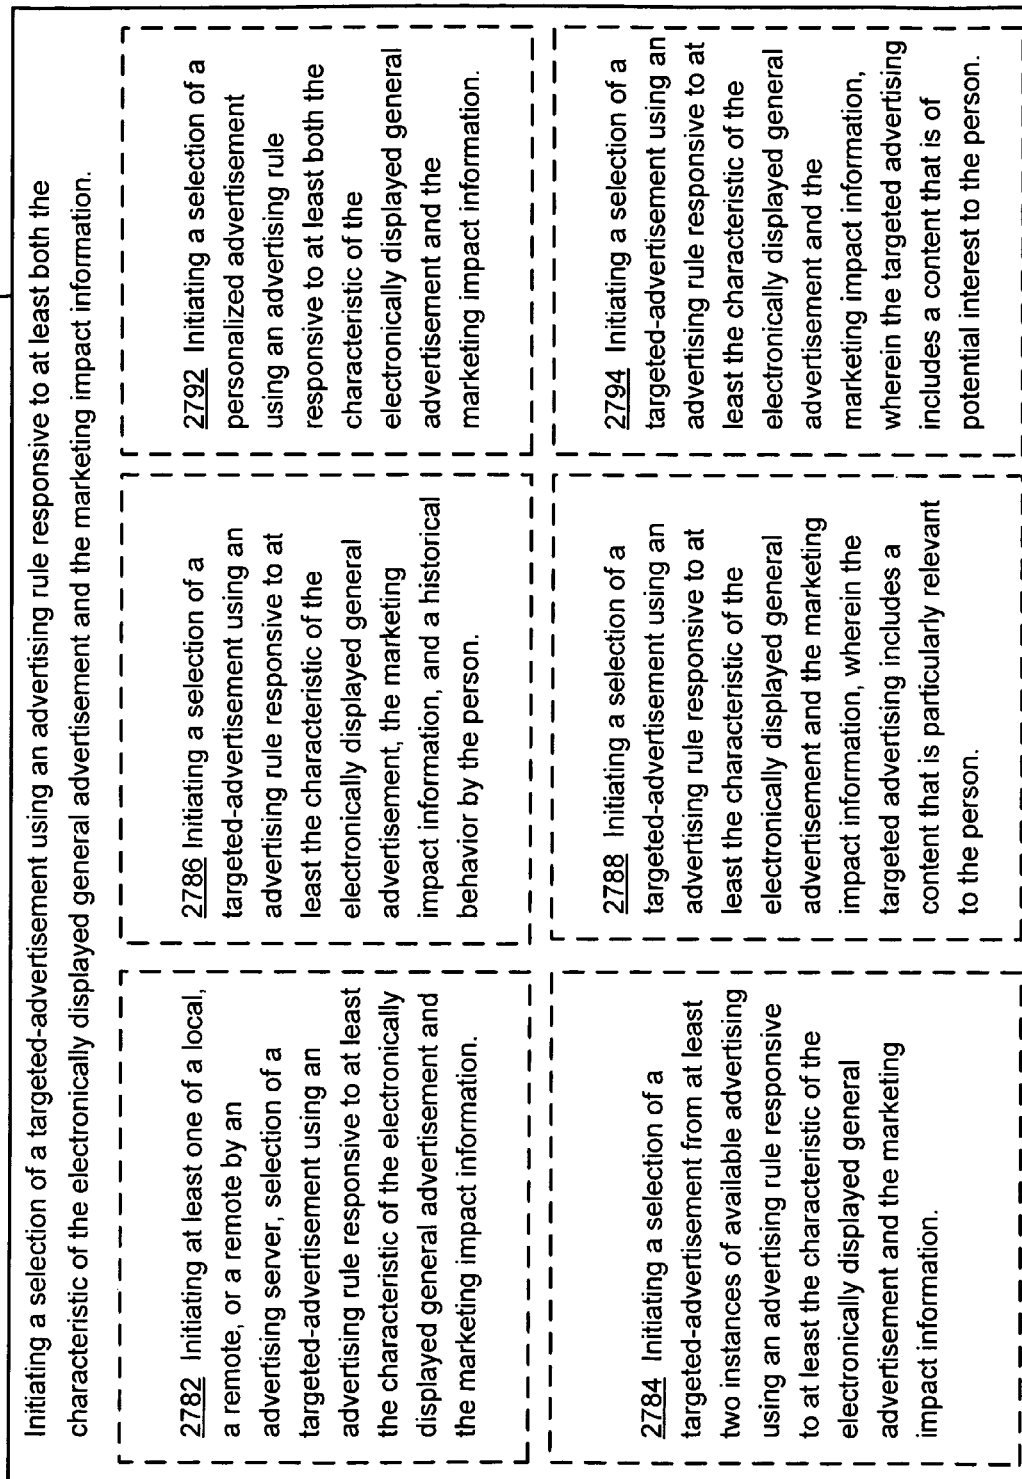 Initiating a selection of a targeted-advertisement using an advertising rule responsive to at least both the
characteristic of the electronically displayed general advertisement and the marketing impact information.
2782 Initiating at least one of a local,
a remote, or a remote by an
advertising server, selection of a
targeted-advertisement using an
advertising rule responsive to at least
the characteristic of the electronically
displayed general advertisement and
the marketing impact information.
2786 Initiating a selection of a
targeted-advertisement using an
advertising rule responsive to at
least the characteristic of the
electronically displayed general
advertisement, the marketing
impact information, and a historical
behavior by the person.
2792 Initiating a selection of a
personalized advertisement
using an advertising rule
responsive to at least both the
characteristic of the
electronically displayed general
advertisement and the
marketing impact information.
2784 Initiating a selection of a
targeted-advertisement from at least
two instances of available advertising
using an advertising rule responsive
to at least the characteristic of the
electronically displayed general
advertisement and the marketing
impact information.
2788 Initiating a selection of a
targeted-advertisement using an
advertising rule responsive to at
least the characteristic of the
electronically displayed general
advertisement and the marketing
impact information, wherein the
targeted advertising includes a
content that is particularly relevant
to the person.
2794 Initiating a selection of a
targeted-advertisement using an
advertising rule responsive to at
least the characteristic of the
electronically displayed general
advertisement and the
marketing impact information,
wherein the targeted advertising
includes a content that is of
potential interest to the person.